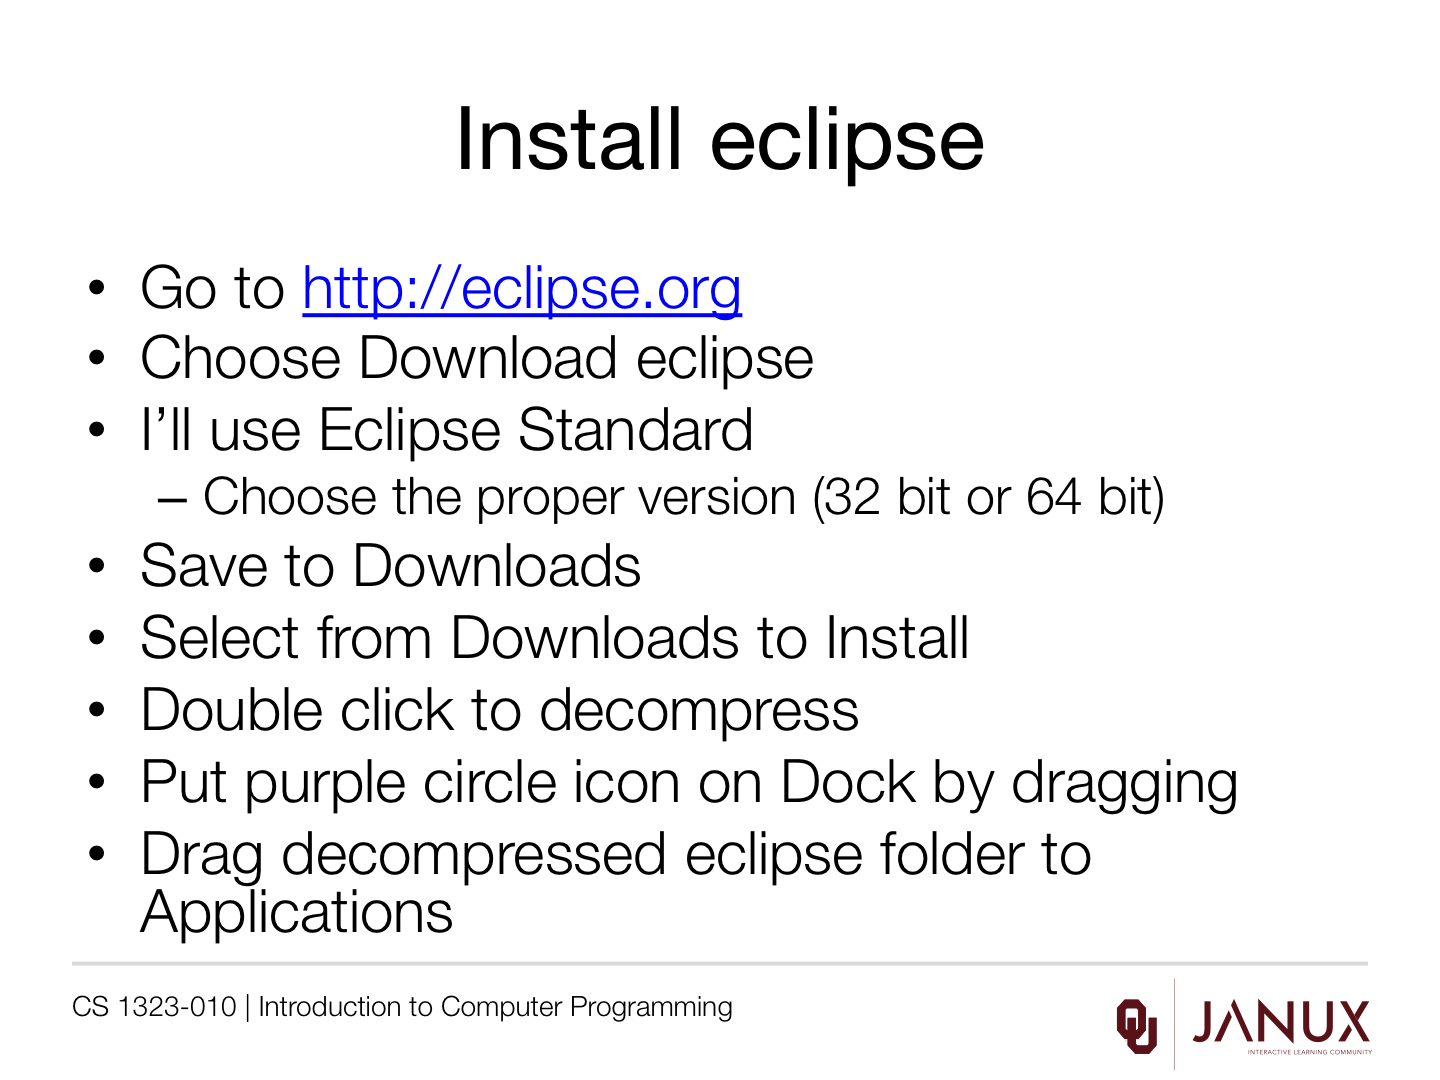 Install eclipse
• Go to http://eclipse.org
• Choose Download eclipse
• I’ll use Eclipse Standard
– Choose the proper version (32 bit or 64 bit)
• Save to Downloads
• Select from Downloads to Install
• Double click to decompress
• Put purple circle icon on Dock by dragging
• Drag decompressed eclipse folder to
Applications
CS 1323-010 | Introduction to Computer Programming
OU
JANUX
INTERACTIVE LEARNING COMMUNITY